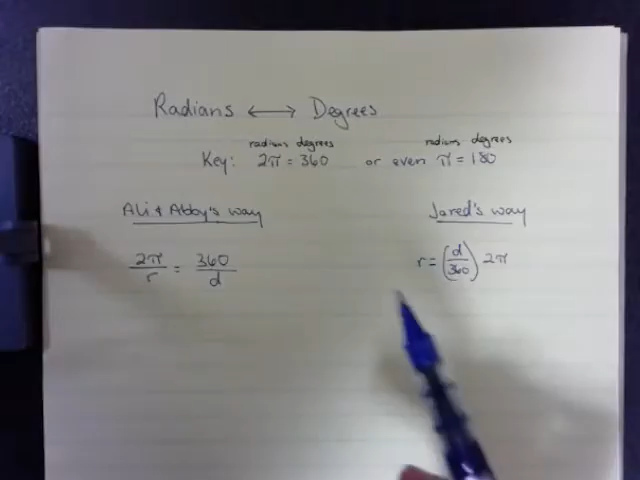 Radians ⟷ Degrees
radians degrees radians degrees
Key: 2π = 360 or even π = 180
Ali + Abby's way Jared's way
2π/r = 360/d r = (d/360) 2π